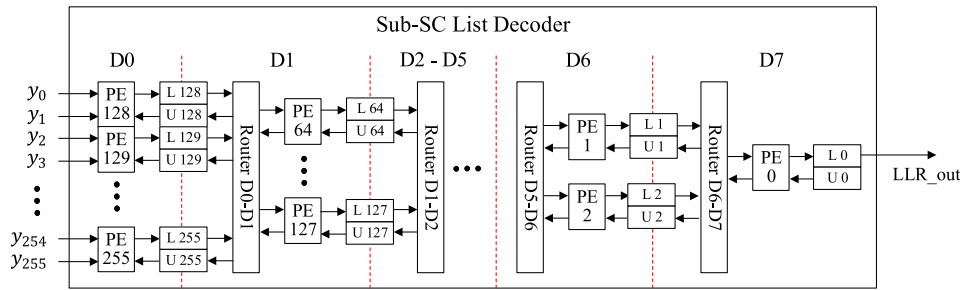 Sub-SC List Decoder
D0 D1 D2 - D5 D6 D7
y0 PE 128 L 128
y1 U 128
y2 PE 129 L 129
y3 U 129
y254 PE 255 L 255
y255 U 255
Router D0-D1
PE 64 L 64
U 64
PE 127 L 127
U 127
Router D1-D2
Router D5-D6
PE 1 L 1
U 1
PE 2 L 2
U 2
Router D6-D7
PE 0 L 0
U 0
LLR_out